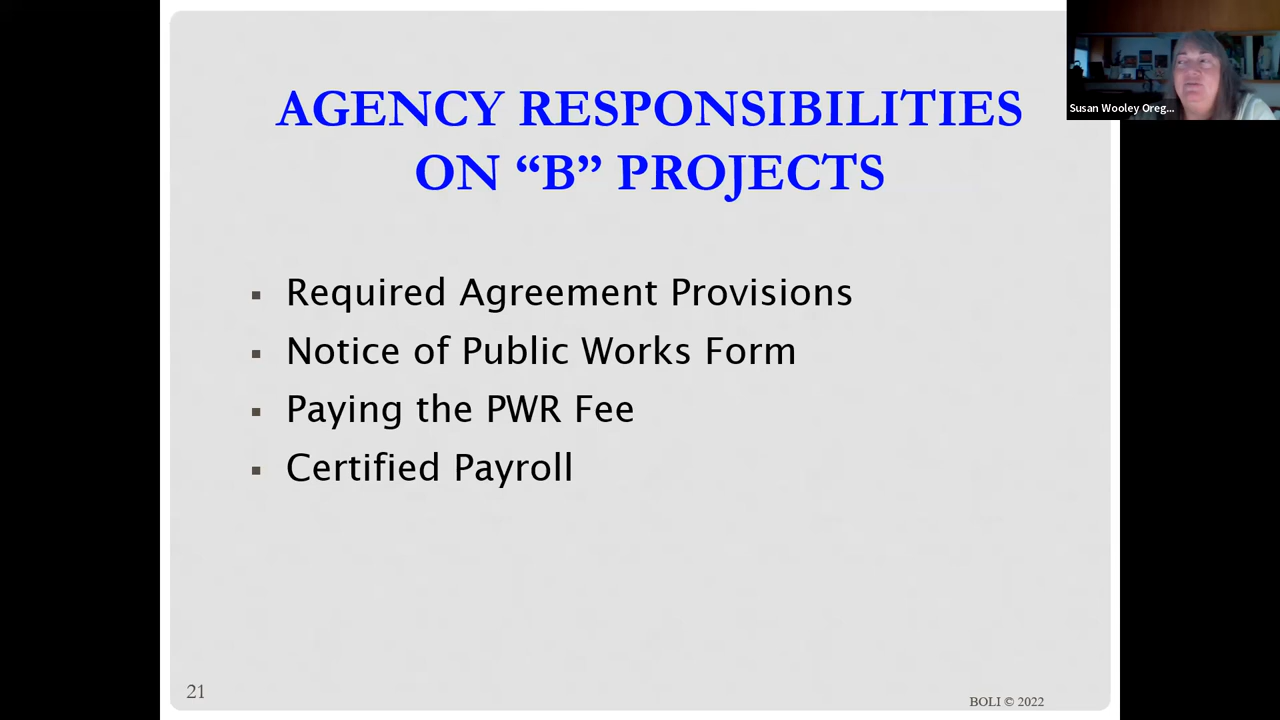 AGENCY RESPONSIBILITIES
ON “B” PROJECTS
▪ Required Agreement Provisions
▪ Notice of Public Works Form
▪ Paying the PWR Fee
▪ Certified Payroll
21
BOLI © 2022
Susan Wooley Oreg...